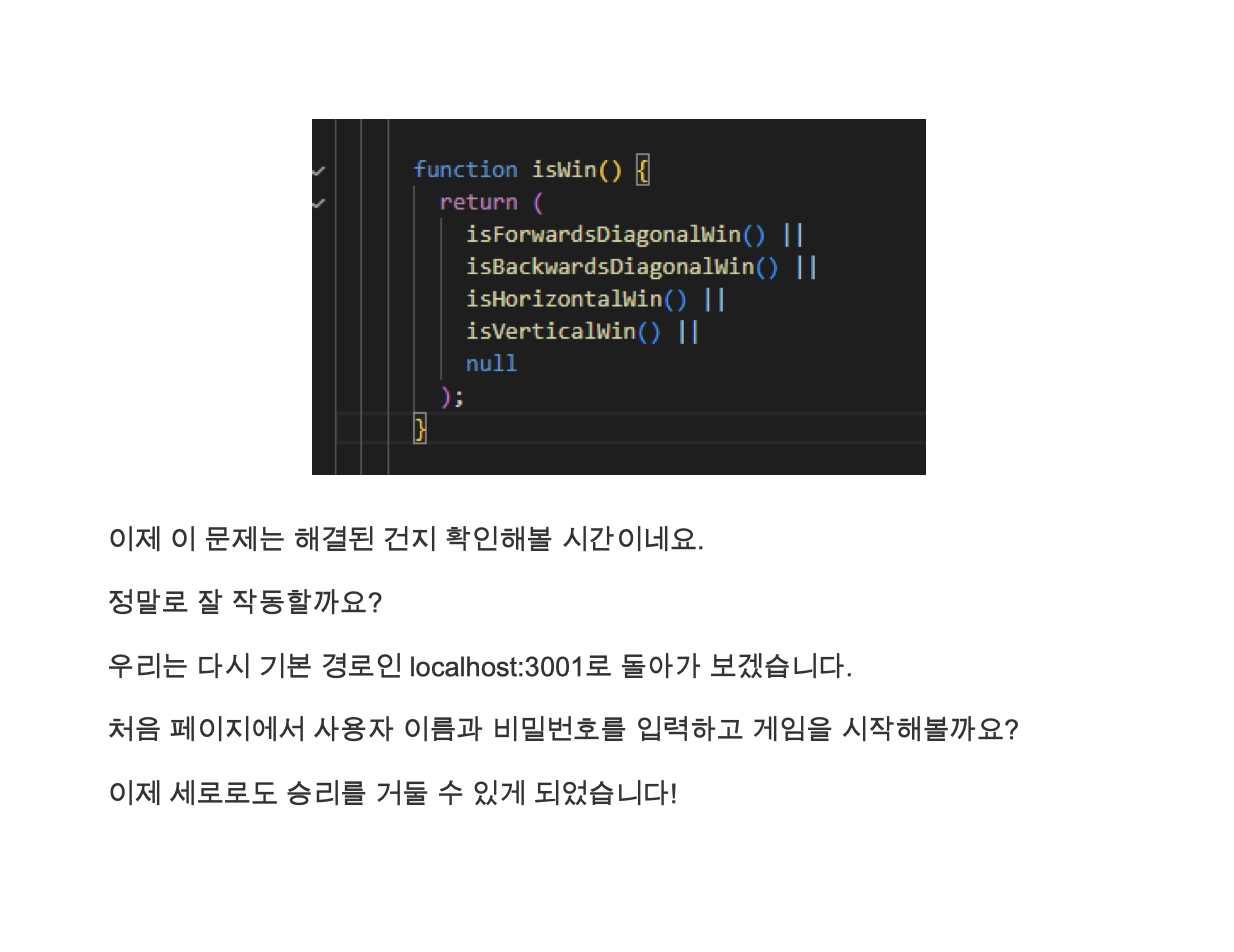 function isWin() {
return (
isForwardsDiagonalWin() ||
isBackwardsDiagonalWin() ||
isHorizontalWin() ||
isVerticalWin() ||
null
);
}
이제 이 문제는 해결된 건지 확인해볼 시간이네요.
정말로 잘 작동할까요?
우리는 다시 기본 경로인 localhost:3001로 돌아가 보겠습니다.
처음 페이지에서 사용자 이름과 비밀번호를 입력하고 게임을 시작해볼까요?
이제 세로로도 승리를 거둘 수 있게 되었습니다!